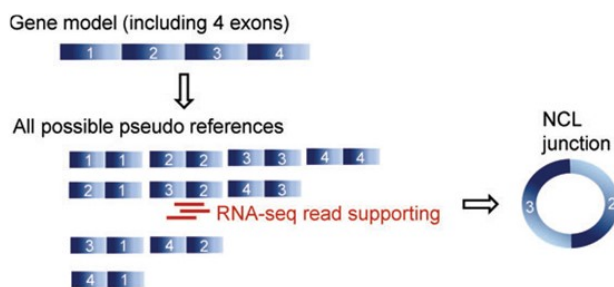 Gene model (including 4 exons)
1 2 3 4
All possible pseudo references
NCL
junction
1 1 2 2 3 3 4 4
2 1 3 2 4 3
RNA-seq read supporting
3 2
3 1 4 2
4 1